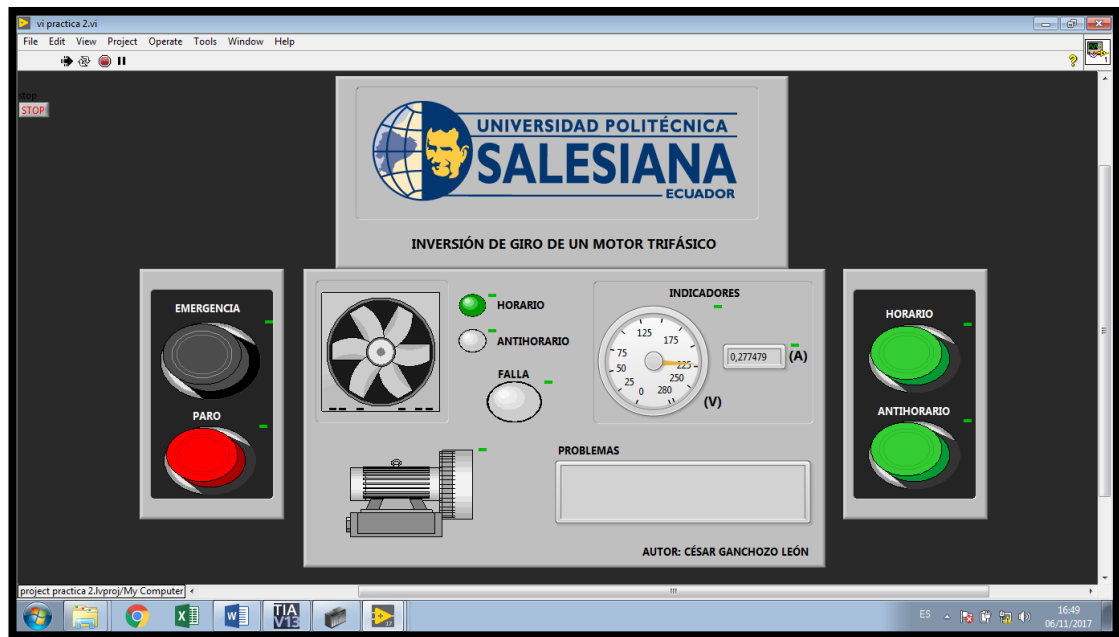 vi practica 2.vi
File Edit View Project Operate Tools Window Help
stop
STOP
UNIVERSIDAD POLITÉCNICA
SALESIANA
ECUADOR
INVERSIÓN DE GIRO DE UN MOTOR TRIFÁSICO
EMERGENCIA
PARO
HORARIO
ANTIHORARIO
FALLA
INDICADORES
0
25
50
75
125
175
225
250
280
(V)
0,277479 (A)
PROBLEMAS
AUTOR: CÉSAR GANCHOZO LEÓN
HORARIO
ANTIHORARIO
project practica 2.lvproj/My Computer
TIA
V13
ES
16:49
06/11/2017